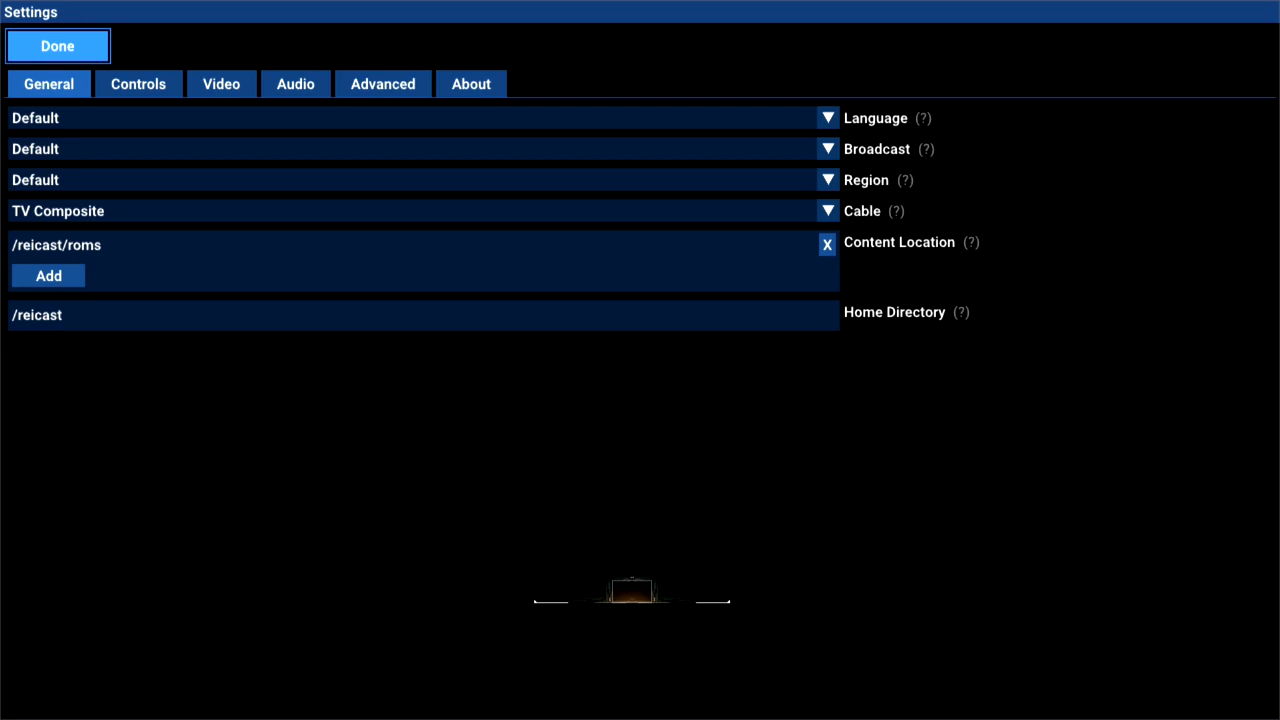 Settings
Done
General Controls Video Audio Advanced About
Default Language (?)
Default Broadcast (?)
Default Region (?)
TV Composite Cable (?)
/reicast/roms X Content Location (?)
Add
/reicast Home Directory (?)